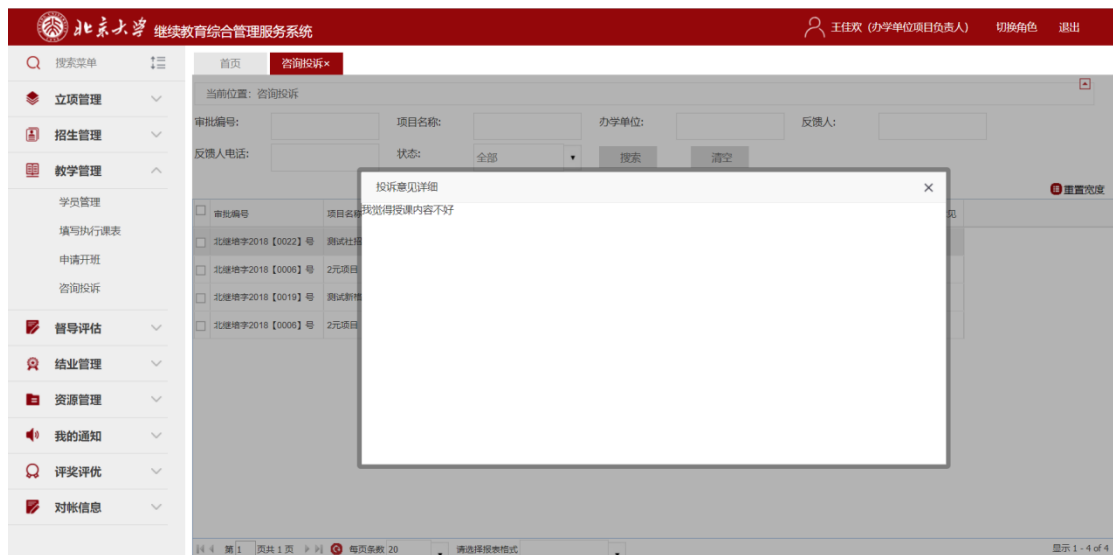 北京大学 继续教育综合管理服务系统
王佳欢（办学单位项目负责人） 切换角色 退出
搜索菜单
首页 咨询投诉×
当前位置：咨询投诉
立项管理
招生管理
教学管理
学员管理
填写执行课表
申请开班
咨询投诉
督导评估
结业管理
资源管理
我的通知
评奖评优
对帐信息
审批编号： 项目名称： 办学单位： 反馈人：
反馈人电话： 状态： 全部 搜索 清空
重置宽度
投诉意见详细 ×
我觉得授课内容不好
审批编号 项目名称 见
北继培字2018【0022】号 测试社招
北继培字2018【0006】号 2元项目
北继培字2018【0019】号 测试新增
北继培字2018【0006】号 2元项目
第 1 页共 1 页 每页条数 20 请选择报表格式 显示 1 - 4 of 4